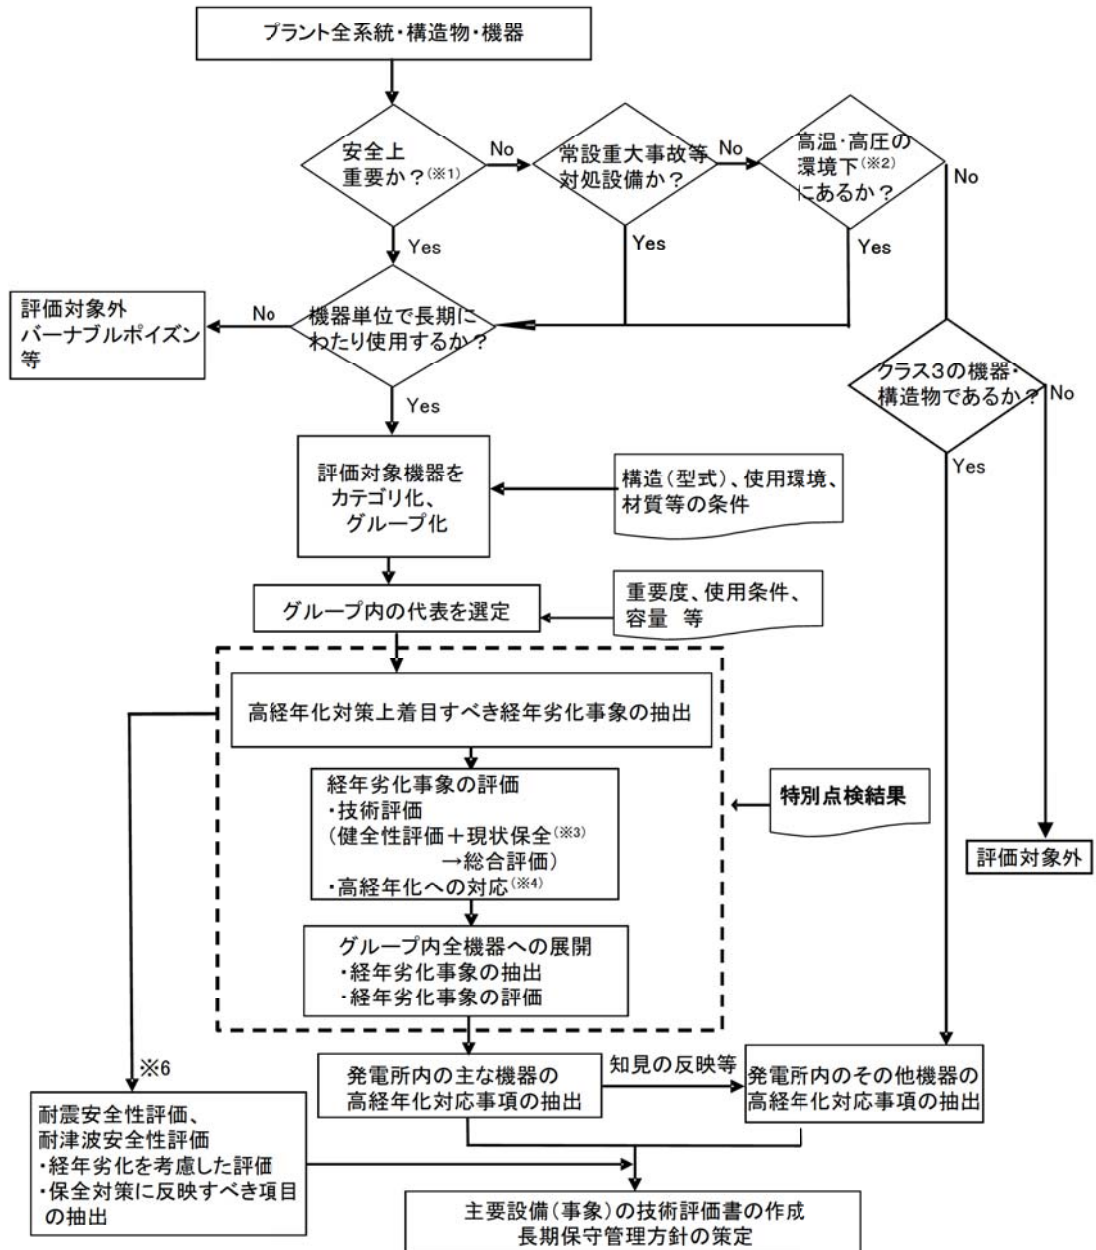 プラント全系統・構造物・機器
安全上
重要か？(※1)
No
常設重大事故等
対処設備か？
No
高温・高圧の
環境下(※2)
にあるか？
No
Yes
Yes
Yes
評価対象外
バーナブルポイズン
等
No
機器単位で長期に
わたり使用するか？
クラス3の機器・
構造物であるか？
No
Yes
Yes
評価対象機器を
カテゴリ化、
グループ化
構造（型式）、使用環境、
材質等の条件
グループ内の代表を選定
重要度、使用条件、
容量 等
高経年化対策上着目すべき経年劣化事象の抽出
経年劣化事象の評価
・技術評価
（健全性評価＋現状保全(※3)
→総合評価）
・高経年化への対応(※4)
特別点検結果
評価対象外
グループ内全機器への展開
・経年劣化事象の抽出
・経年劣化事象の評価
※6
発電所内の主な機器の
高経年化対応事項の抽出
知見の反映等
発電所内のその他機器の
高経年化対応事項の抽出
耐震安全性評価、
耐津波安全性評価
・経年劣化を考慮した評価
・保全対策に反映すべき項目
の抽出
主要設備（事象）の技術評価書の作成
長期保守管理方針の策定